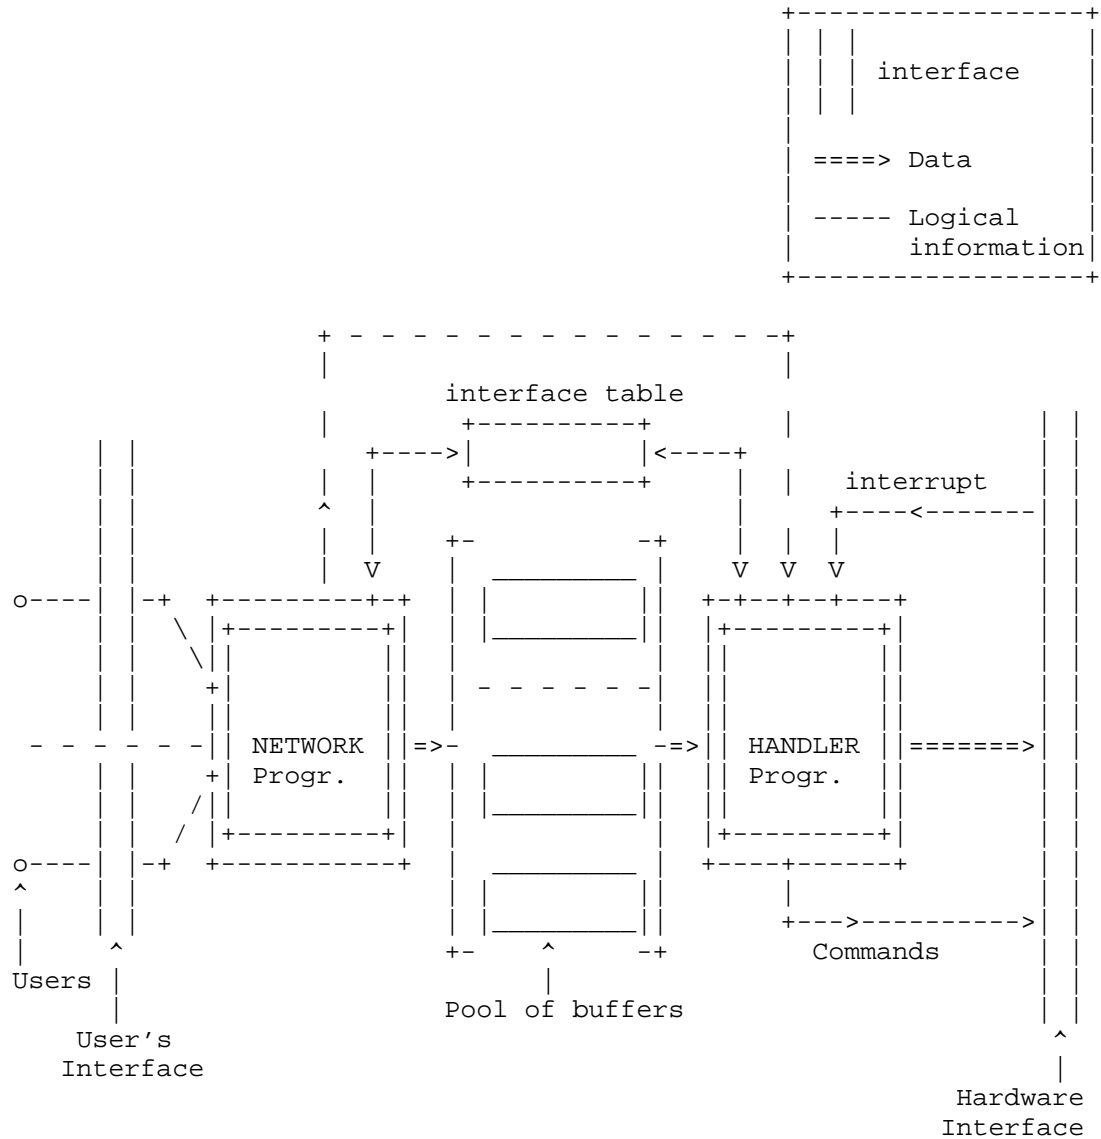 interface
====> Data
----- Logical
information
interface table
interrupt
NETWORK
Progr.
HANDLER
Progr.
Commands
Users
Pool of buffers
User's
Interface
Hardware
Interface